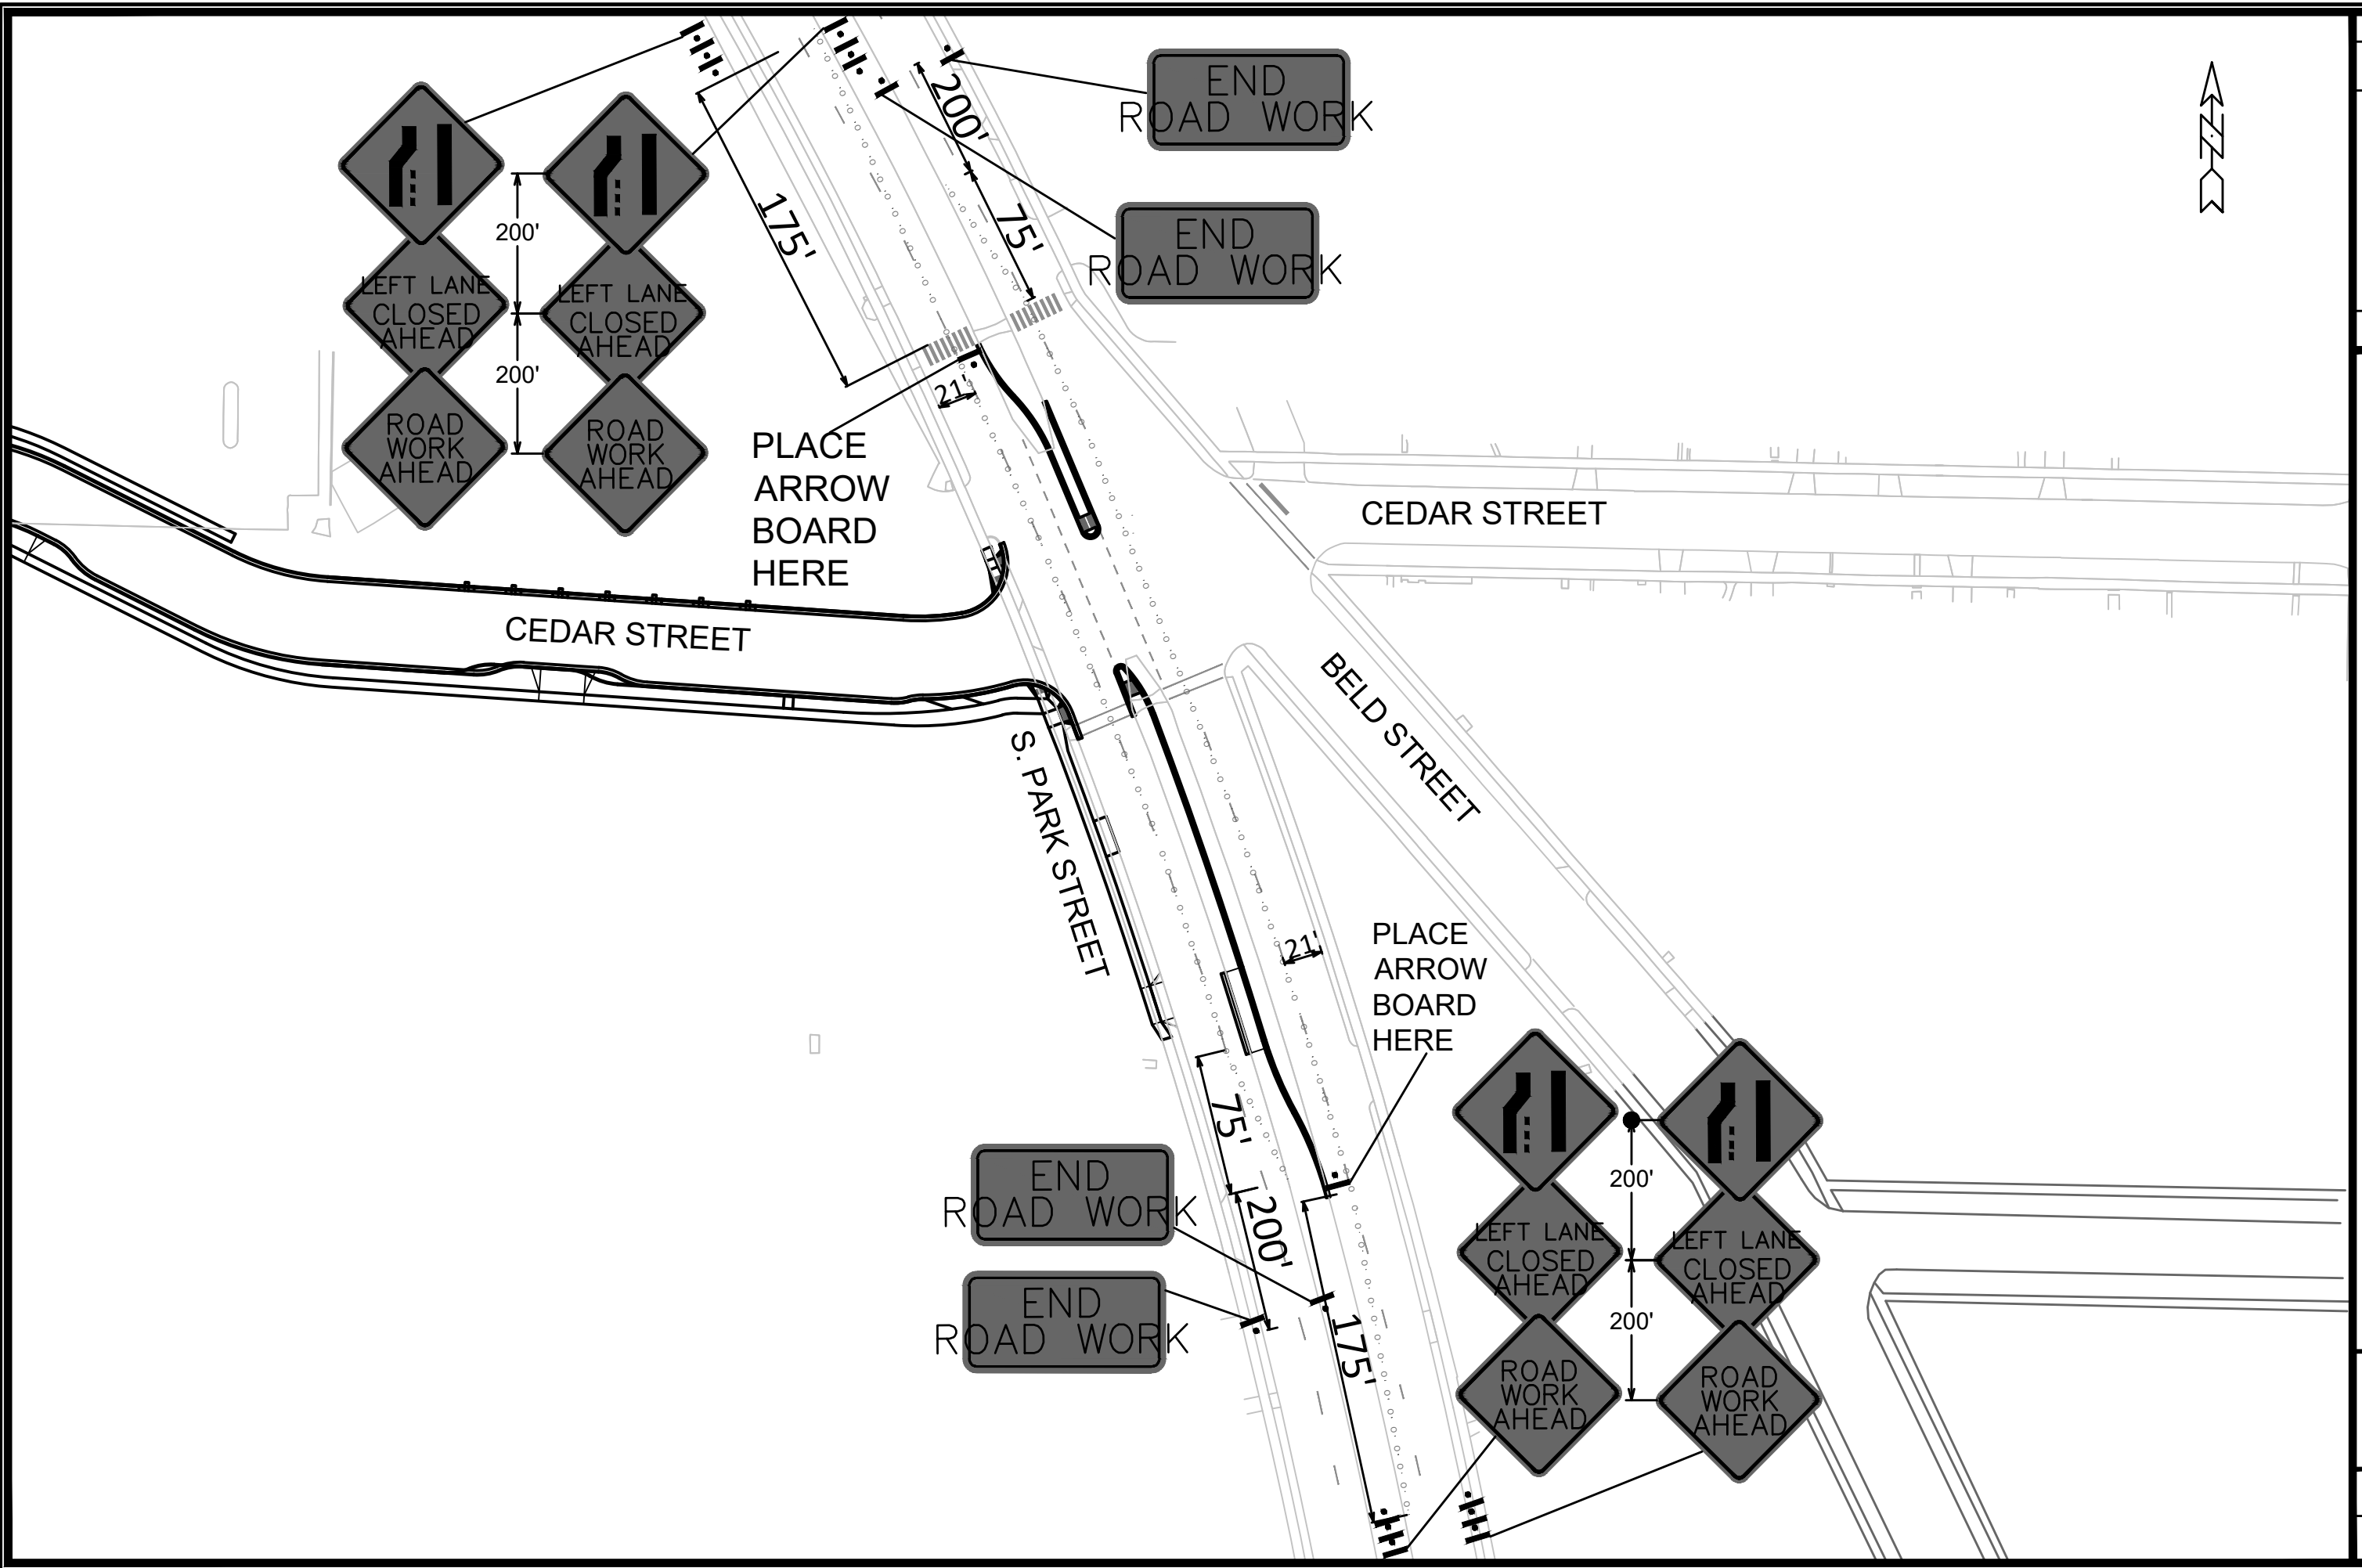 END
ROAD WORK
N
200'
END
ROAD WORK
75'
175'
LEFT LANE
CLOSED
AHEAD
LEFT LANE
CLOSED
AHEAD
200'
200'
ROAD
WORK
AHEAD
ROAD
WORK
AHEAD
21'
PLACE
ARROW
BOARD
HERE
CEDAR STREET
CEDAR STREET
BELD STREET
S. PARK STREET
21'
PLACE
ARROW
BOARD
HERE
75'
END
ROAD WORK
200'
END
ROAD WORK
175'
LEFT LANE
CLOSED
AHEAD
LEFT LANE
CLOSED
AHEAD
200'
200'
ROAD
WORK
AHEAD
ROAD
WORK
AHEAD